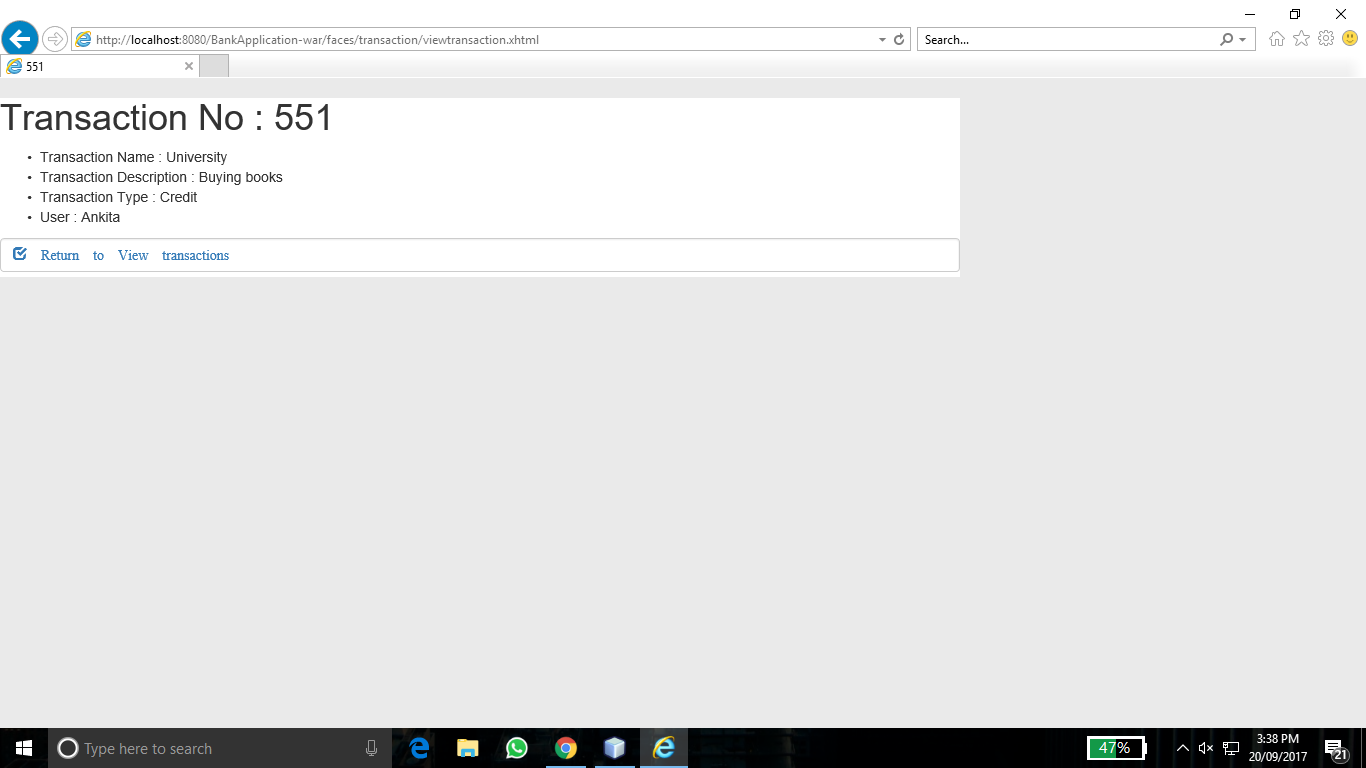 http://localhost:8080/BankApplication-war/faces/transaction/viewtransaction.xhtml
Search...
551
Transaction No : 551
• Transaction Name : University
• Transaction Description : Buying books
• Transaction Type : Credit
• User : Ankita
Return to View transactions
Type here to search
47%
3:38 PM
20/09/2017
21